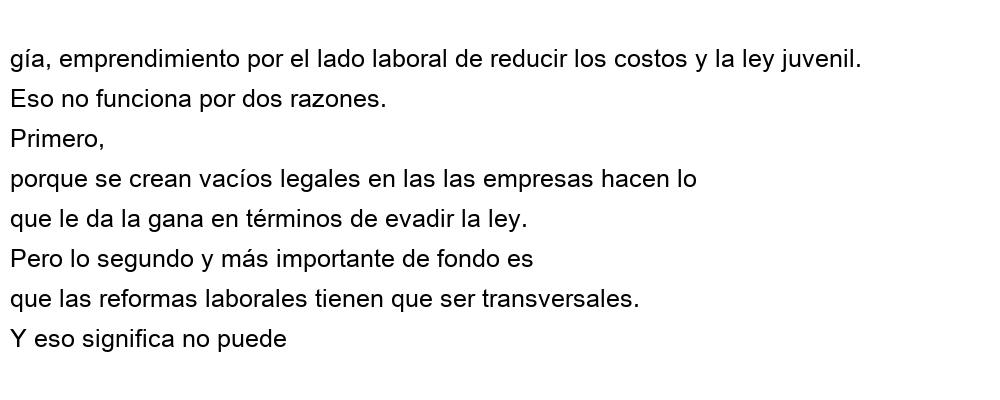 gía, emprendimiento por el lado laboral de reducir los costos y la ley juvenil.
Eso no funciona por dos razones.
Primero,
porque se crean vacíos legales en las las empresas hacen lo
que le da la gana en términos de evadir la ley.
Pero lo segundo y más importante de fondo es
que las reformas laborales tienen que ser transversales.
Y eso significa no puede